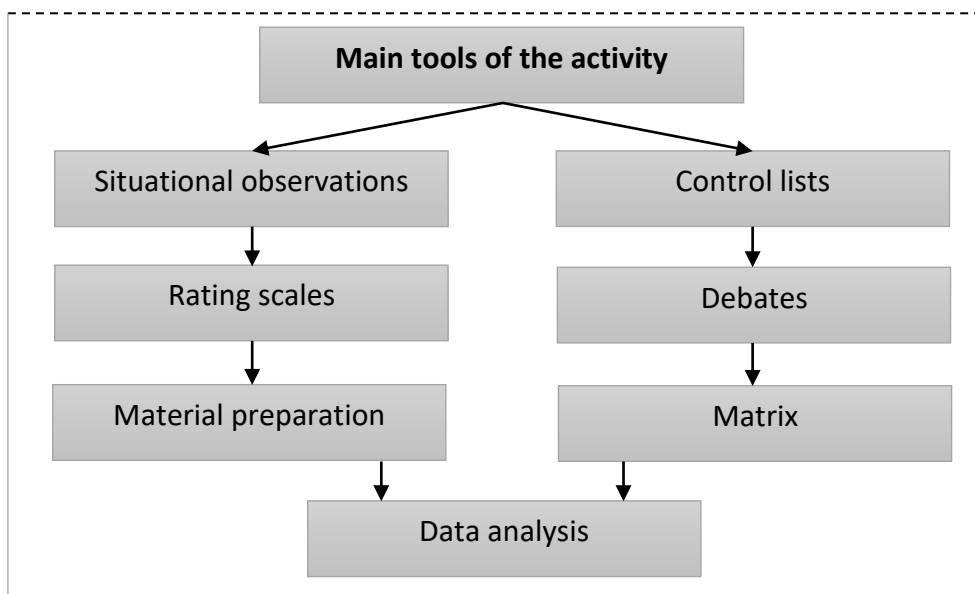 Main tools of the activity
Situational observations
Control lists
Rating scales
Debates
Material preparation
Matrix
Data analysis